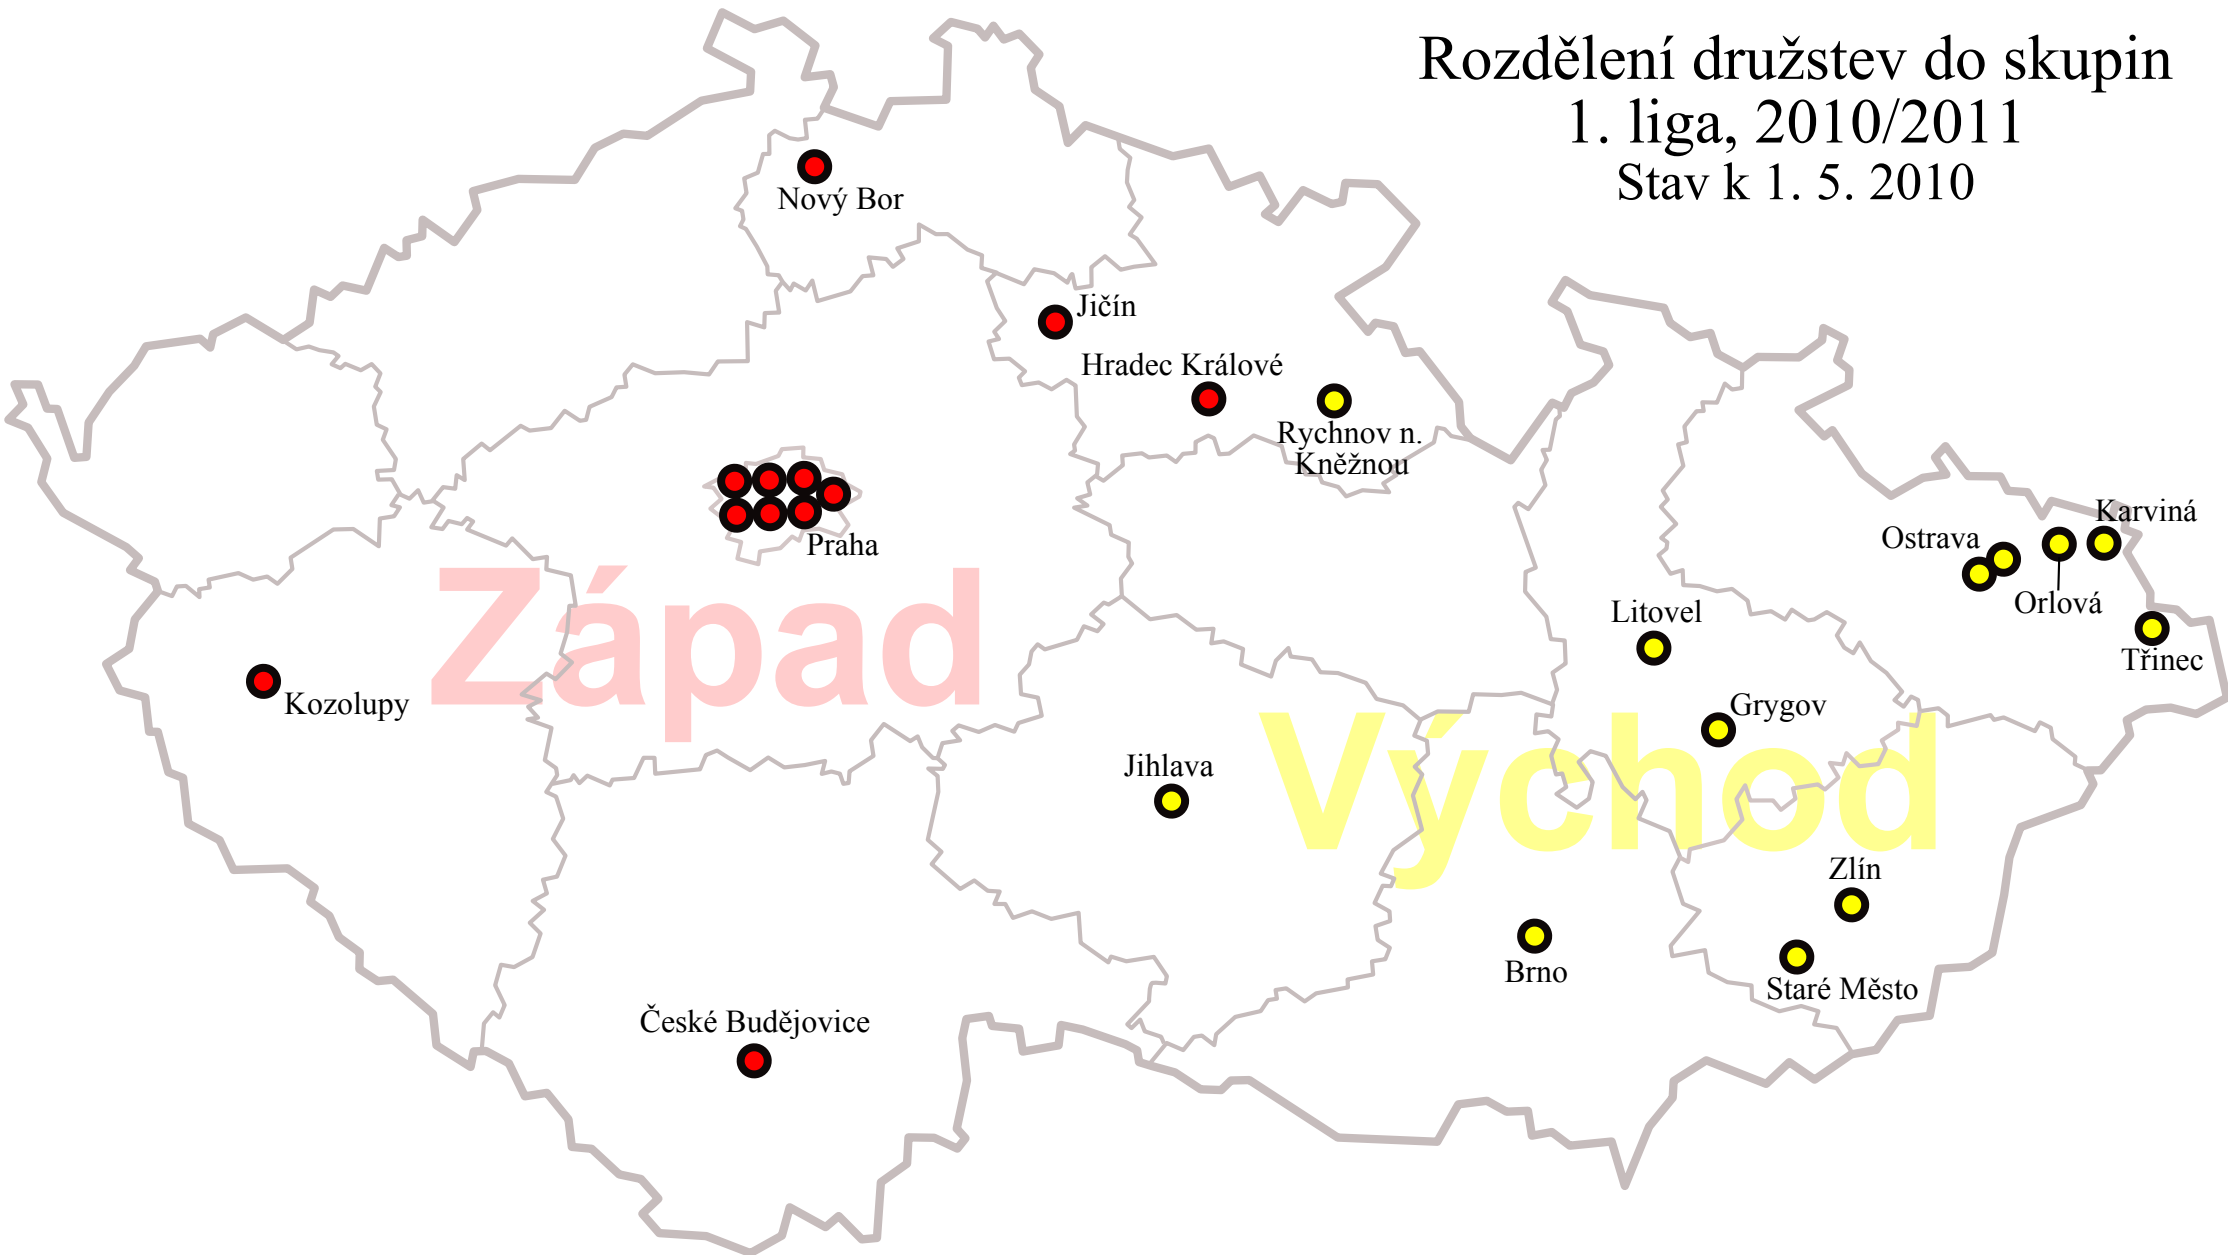 Rozdělení družstev do skupin
1. liga, 2010/2011
Stav k 1. 5. 2010
Nový Bor
Jičín
Hradec Králové
Rychnov n.
Kněžnou
Praha
Karviná
Ostrava
Orlová
Litovel
Třinec
Západ
Kozolupy
Grygov
Jihlava
Východ
Zlín
Brno
Staré Město
České Budějovice